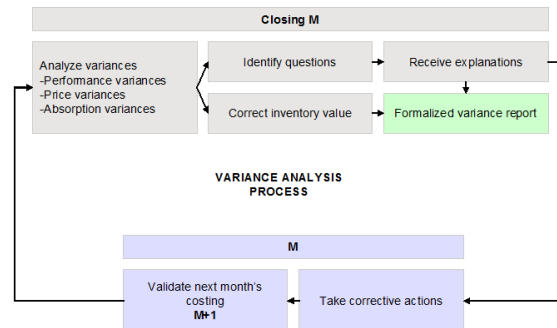 Closing M
Analyze variances
-Performance variances
-Price variances
-Absorption variances
Identify questions
Receive explanations
Correct inventory value
Formalized variance report
VARIANCE ANALYSIS
PROCESS
M
Validate next month's
costing
M+1
Take corrective actions